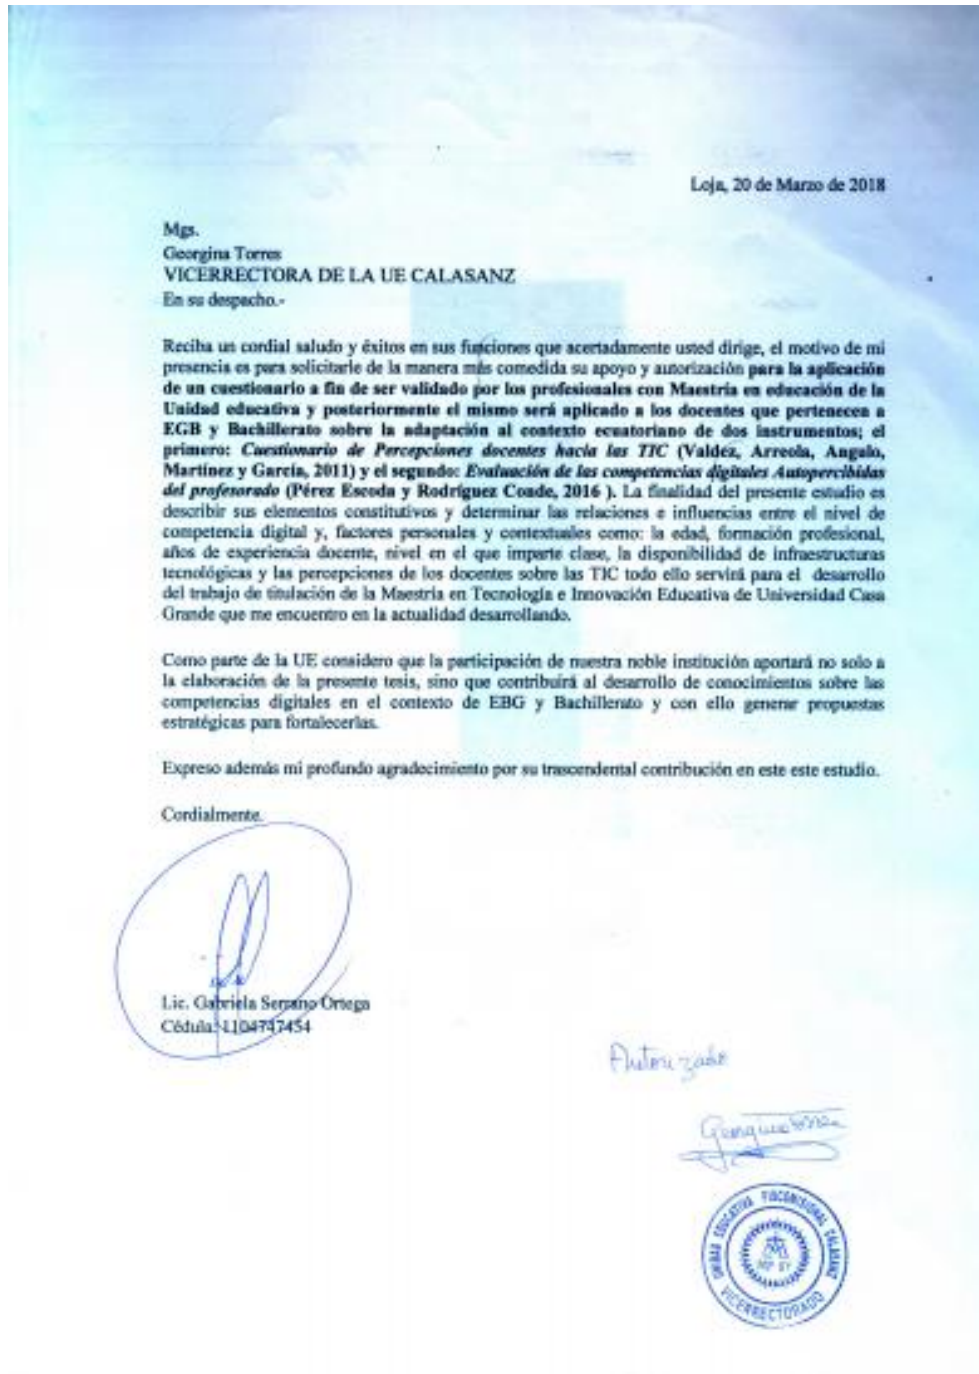 Loja, 20 de Marzo de 2018
Mgs.
Georgina Torres
VICERRECTORA DE LA UE CALASANZ
En su despacho.-
Reciba un cordial saludo y éxitos en sus funciones que acertadamente usted dirige, el motivo de mi
presencia es para solicitarle de la manera más comedida su apoyo y autorización para la aplicación
de un cuestionario a fin de ser validado por los profesionales con Maestría en educación de la
Unidad educativa y posteriormente el mismo será aplicado a los docentes que pertenecen a
EGB y Bachillerato sobre la adaptación al contexto ecuatoriano de dos instrumentos; el
primero: Cuestionario de Percepciones docentes hacia las TIC (Valdez, Arreola, Angulo,
Martínez y García, 2011) y el segundo: Evaluación de las competencias digitales Autopercibidas
del profesorado (Pérez Escoda y Rodríguez Conde, 2016 ). La finalidad del presente estudio es
describir sus elementos constitutivos y determinar las relaciones e influencias entre el nivel de
competencia digital y, factores personales y contextuales como: la edad, formación profesional,
años de experiencia docente, nivel en el que imparte clase, la disponibilidad de infraestructuras
tecnológicas y las percepciones de los docentes sobre las TIC todo ello servirá para el desarrollo
del trabajo de titulación de la Maestría en Tecnología e Innovación Educativa de Universidad Casa
Grande que me encuentro en la actualidad desarrollando.
Como parte de la UE considero que la participación de nuestra noble institución aportará no solo a
la elaboración de la presente tesis, sino que contribuirá al desarrollo de conocimientos sobre las
competencias digitales en el contexto de EBG y Bachillerato y con ello generar propuestas
estratégicas para fortalecerlas.
Expreso además mi profundo agradecimiento por su trascendental contribución en este este estudio.
Cordialmente.
Lic. Gabriela Serrano Ortega
Cédula: 1104747454
Autorizado
UNIDAD EDUCATIVA FISCOMISIONAL CALASANZ
VICERRECTORADO